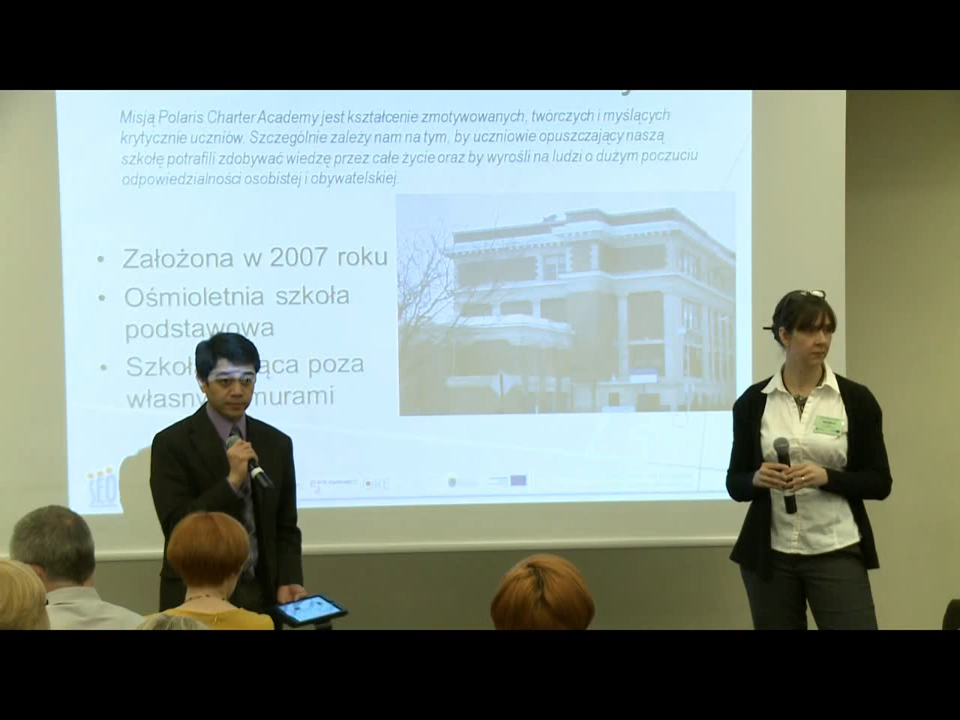 Misją Polaris Charter Academy jest kształcenie zmotywowanych, twórczych i myślących
krytycznie uczniów. Szczególnie zależy nam na tym, by uczniowie opuszczający naszą
szkołę potrafili zdobywać wiedzę przez całe życie oraz by wyrośli na ludzi o dużym poczuciu
odpowiedzialności osobistej i obywatelskiej.
• Założona w 2007 roku
• Ośmioletnia szkoła
podstawowa
• Szkoła poza
murami
SEO